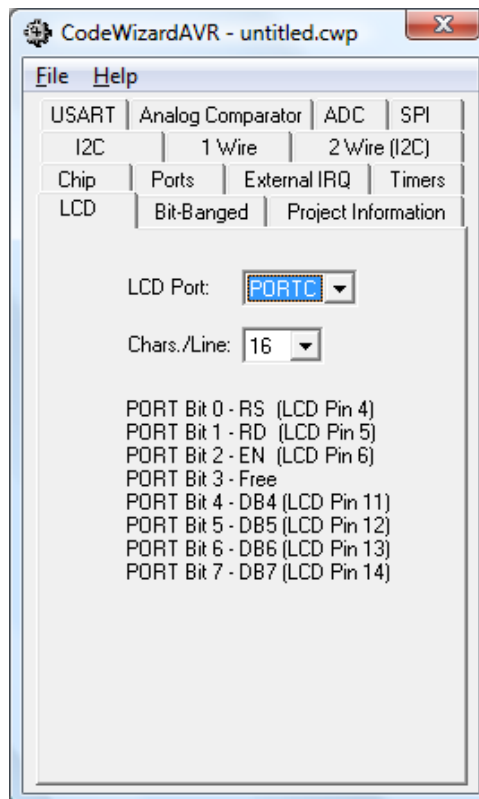 CodeWizardAVR - untitled.cwp
File Help
USART Analog Comparator ADC SPI
I2C 1 Wire 2 Wire (I2C)
Chip Ports External IRQ Timers
LCD Bit-Banged Project Information
LCD Port: PORTC
Chars./Line: 16
PORT Bit 0 - RS (LCD Pin 4)
PORT Bit 1 - RD (LCD Pin 5)
PORT Bit 2 - EN (LCD Pin 6)
PORT Bit 3 - Free
PORT Bit 4 - DB4 (LCD Pin 11)
PORT Bit 5 - DB5 (LCD Pin 12)
PORT Bit 6 - DB6 (LCD Pin 13)
PORT Bit 7 - DB7 (LCD Pin 14)